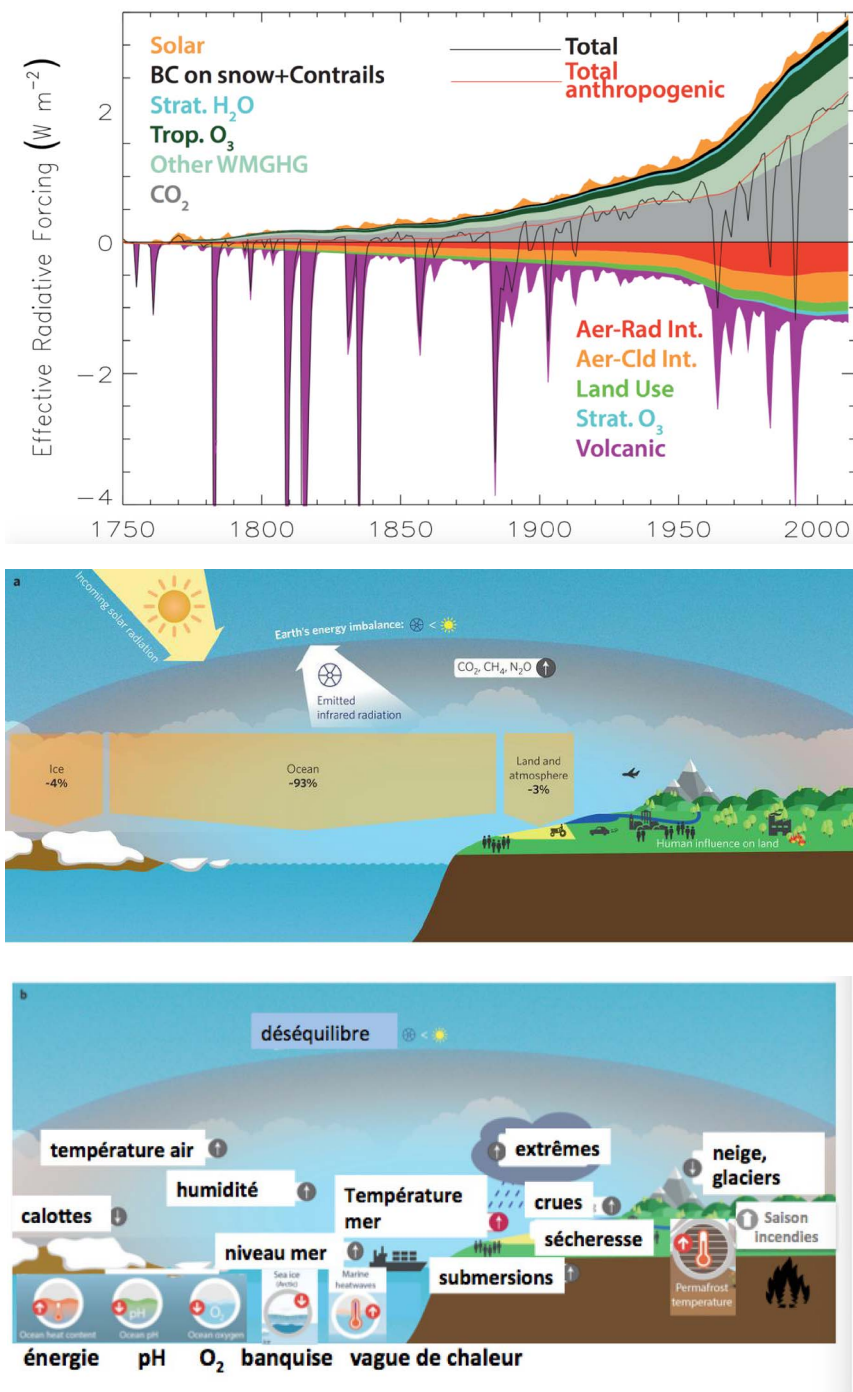 Effective Radiative Forcing (W m−2)
Solar
BC on snow+Contrails
Strat. H2O
Trop. O3
Other WMGHG
CO2
Total
Total
anthropogenic
2
0
−2
−4
Aer-Rad Int.
Aer-Cld Int.
Land Use
Strat. O3
Volcanic
1750
1800
1850
1900
1950
2000
a
Incoming solar
radiation
Earth's energy imbalance: <
CO2, CH4, N2O
Emitted
infrared radiation
Ice
~4%
Ocean
~93%
Land and
atmosphere
~3%
Human influence on land
b
déséquilibre <
température air
extrêmes
neige,
glaciers
humidité
Température
mer
calottes
crues
Saison
incendies
niveau mer
sécheresse
submersions
Sea ice
(Arctic)
Marine
heatwaves
Permafrost
temperature
pH
O2
Ocean heat content
Ocean pH
Ocean oxygen
énergie pH O2 banquise vague de chaleur